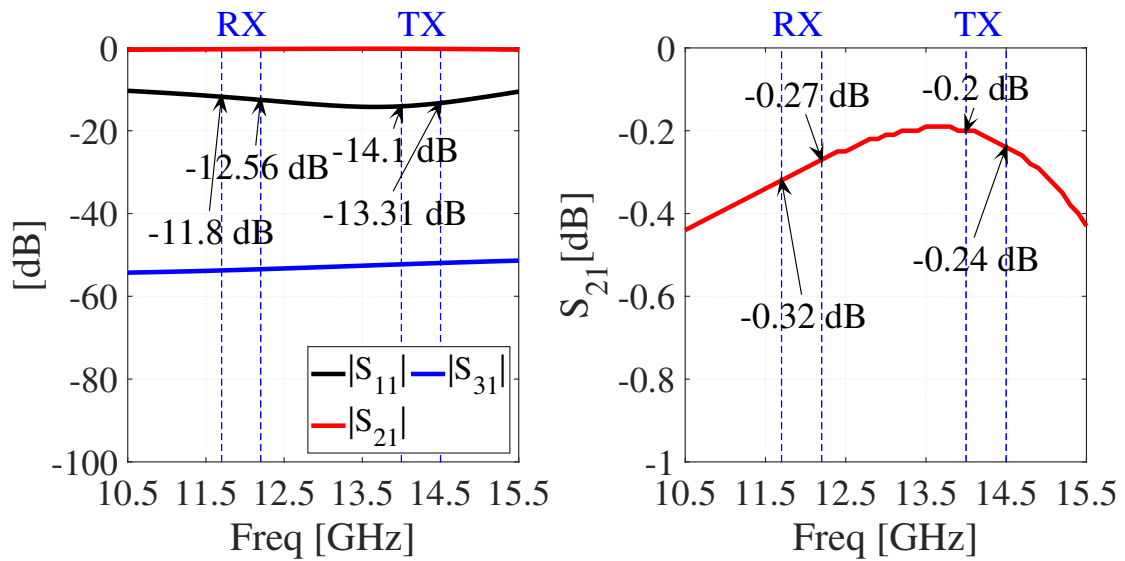 RX TX
0
-20
-40
-60
-80
-100
[dB]
-12.56 dB
-14.1 dB
-11.8 dB
-13.31 dB
|S11| |S31|
|S21|
10.5 11.5 12.5 13.5 14.5 15.5
Freq [GHz]
RX TX
0
-0.2
-0.4
-0.6
-0.8
-1
S21[dB]
-0.27 dB
-0.2 dB
-0.32 dB
-0.24 dB
10.5 11.5 12.5 13.5 14.5 15.5
Freq [GHz]